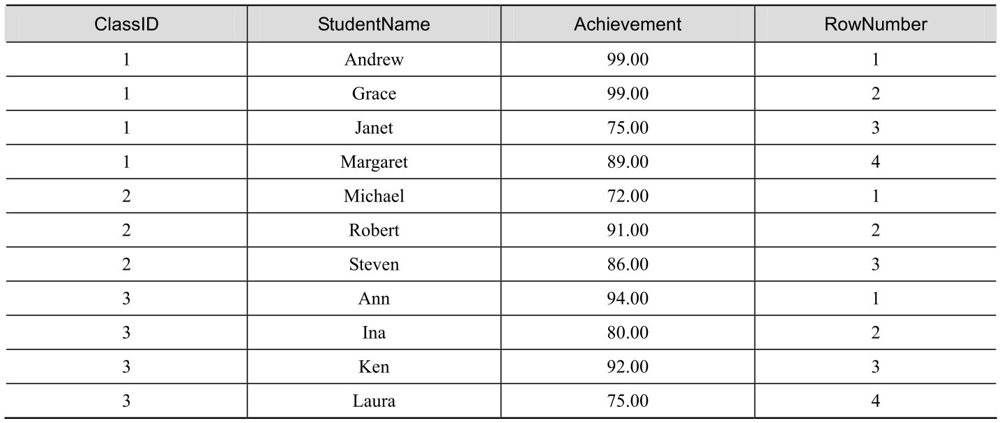 ClassID StudentName Achievement RowNumber
1 Andrew 99.00 1
1 Grace 99.00 2
1 Janet 75.00 3
1 Margaret 89.00 4
2 Michael 72.00 1
2 Robert 91.00 2
2 Steven 86.00 3
3 Ann 94.00 1
3 Ina 80.00 2
3 Ken 92.00 3
3 Laura 75.00 4